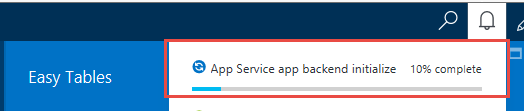 App Service app backend initialize 10% complete
Easy Tables